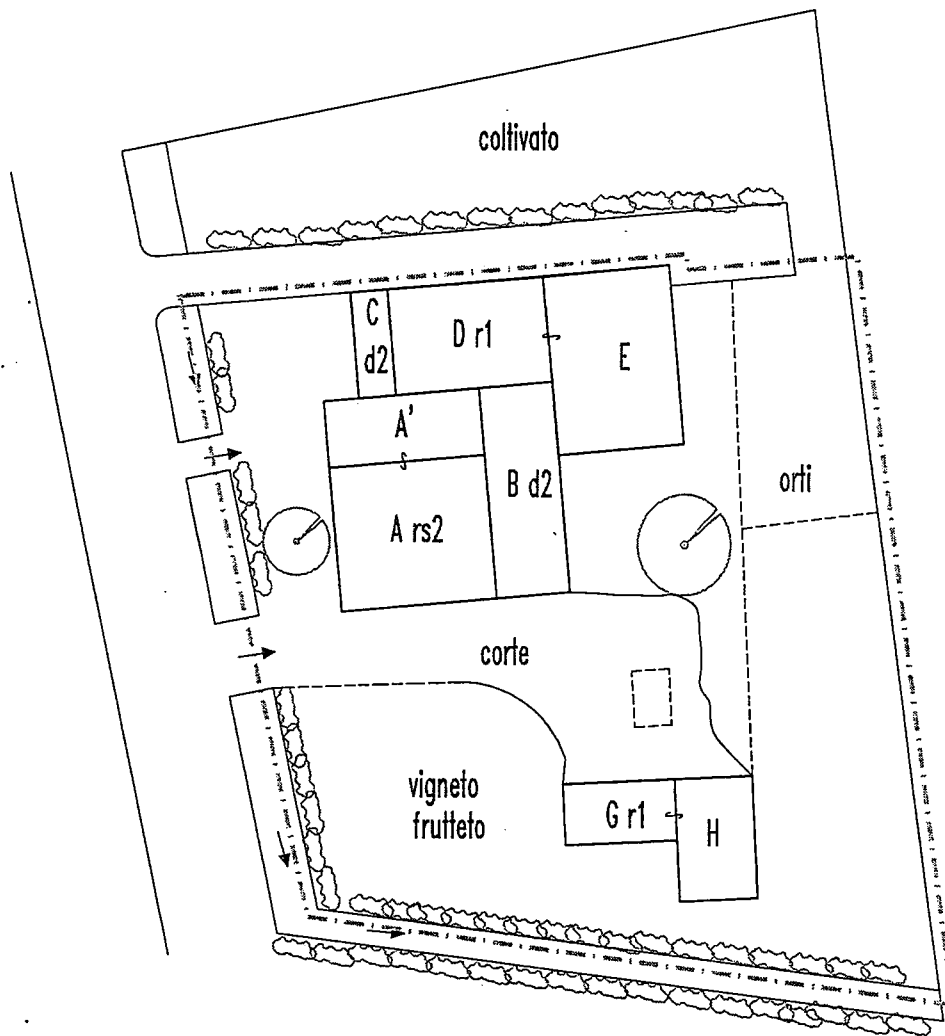 coltivato
C
d2
D r1
E
A'
B d2
A rs2
orti
corte
vigneto
frutteto
G r1
H